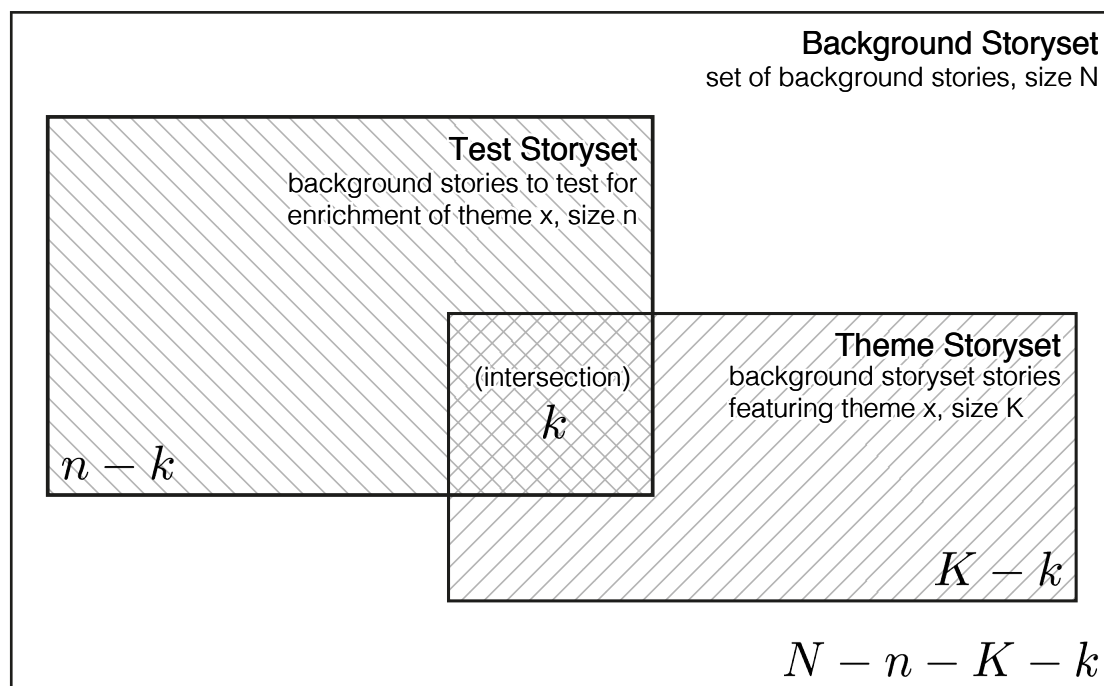 Background Storyset
set of background stories, size N
Test Storyset
background stories to test for
enrichment of theme x, size n
Theme Storyset
background storyset stories
featuring theme x, size K
(intersection)
k
n − k
K − k
N − n − K − k